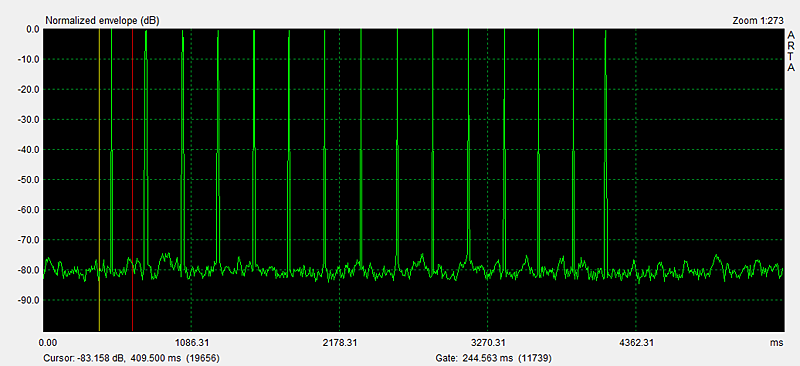 Normalized envelope (dB) Zoom 1:273
0.0
-10.0
-20.0
-30.0
-40.0
-50.0
-60.0
-70.0
-80.0
-90.0
A
R
T
A
0.00 1086.31 2178.31 3270.31 4362.31 ms
Cursor: -83.158 dB, 409.500 ms (19656) Gate: 244.563 ms (11739)